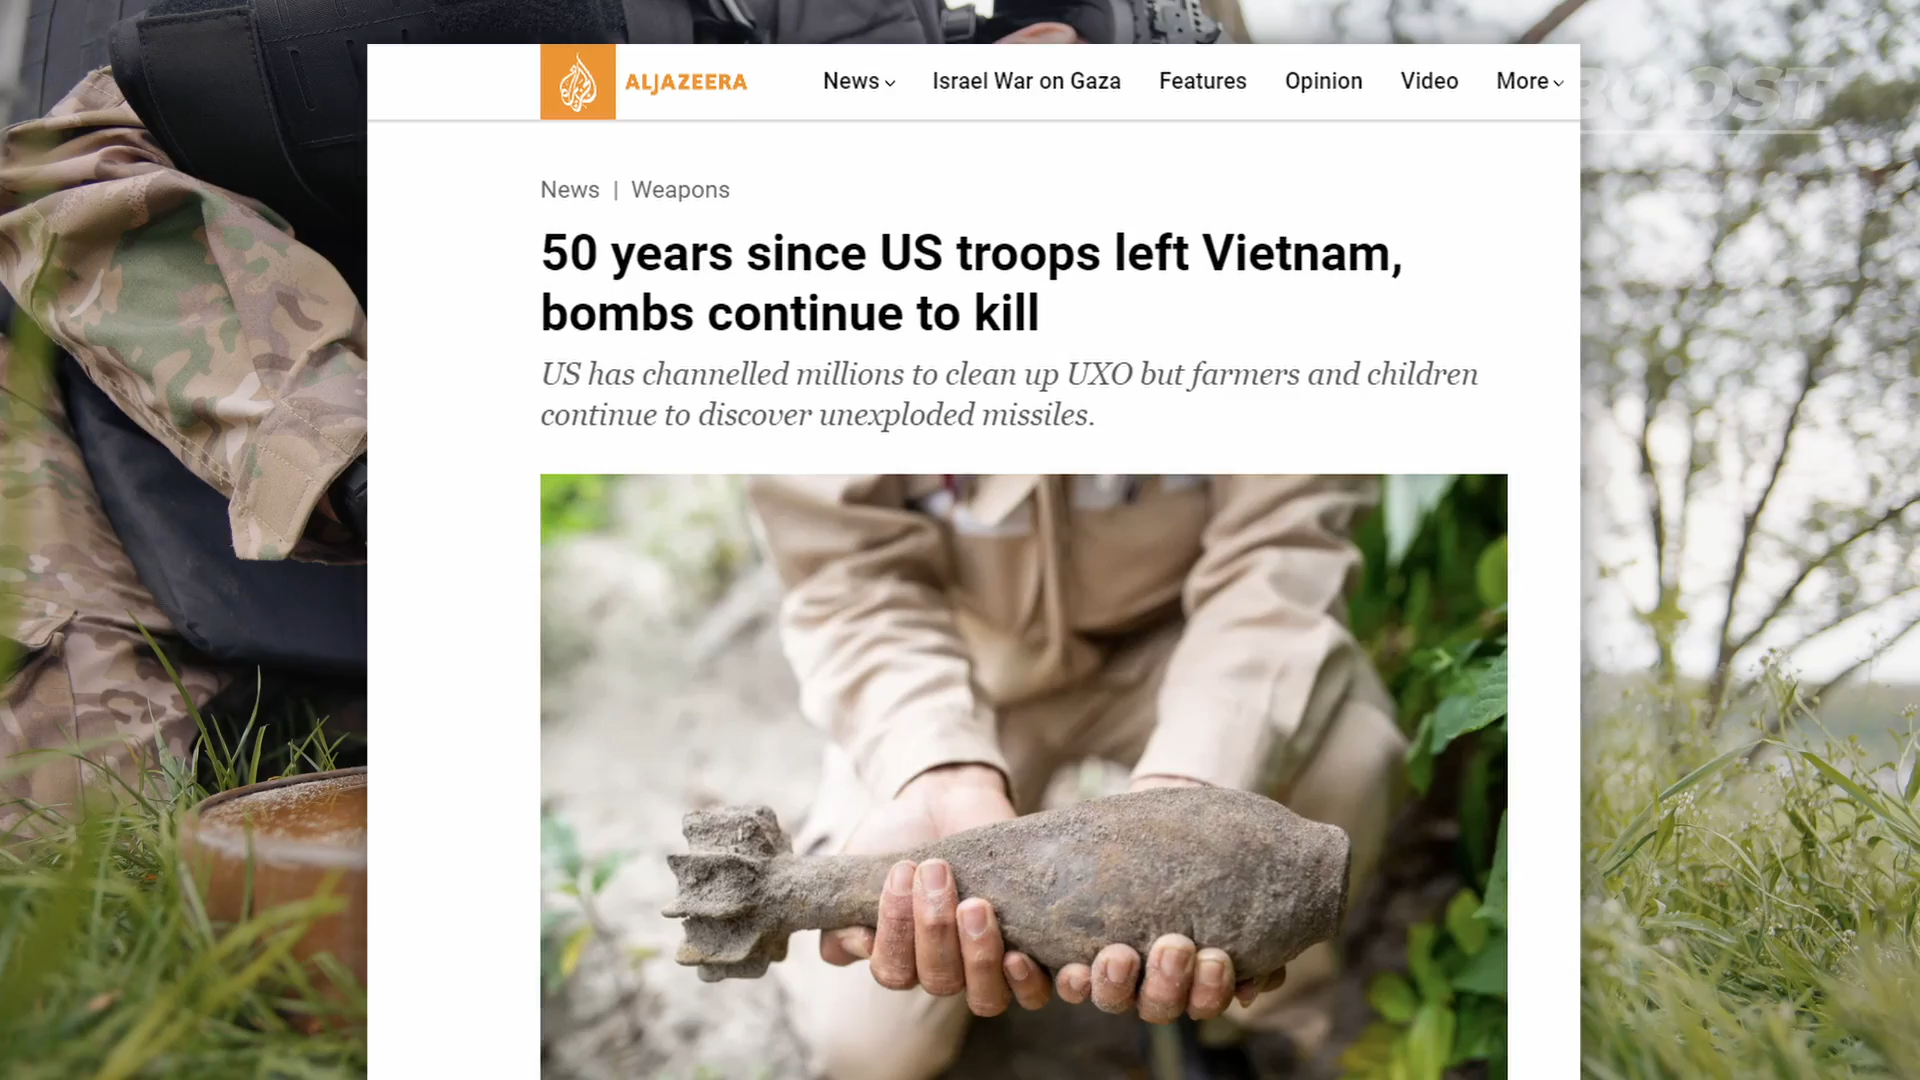 ALJAZEERA
News
Israel War on Gaza
Features
Opinion
Video
More
BOOST
News | Weapons
50 years since US troops left Vietnam,
bombs continue to kill
US has channelled millions to clean up UXO but farmers and children
continue to discover unexploded missiles.